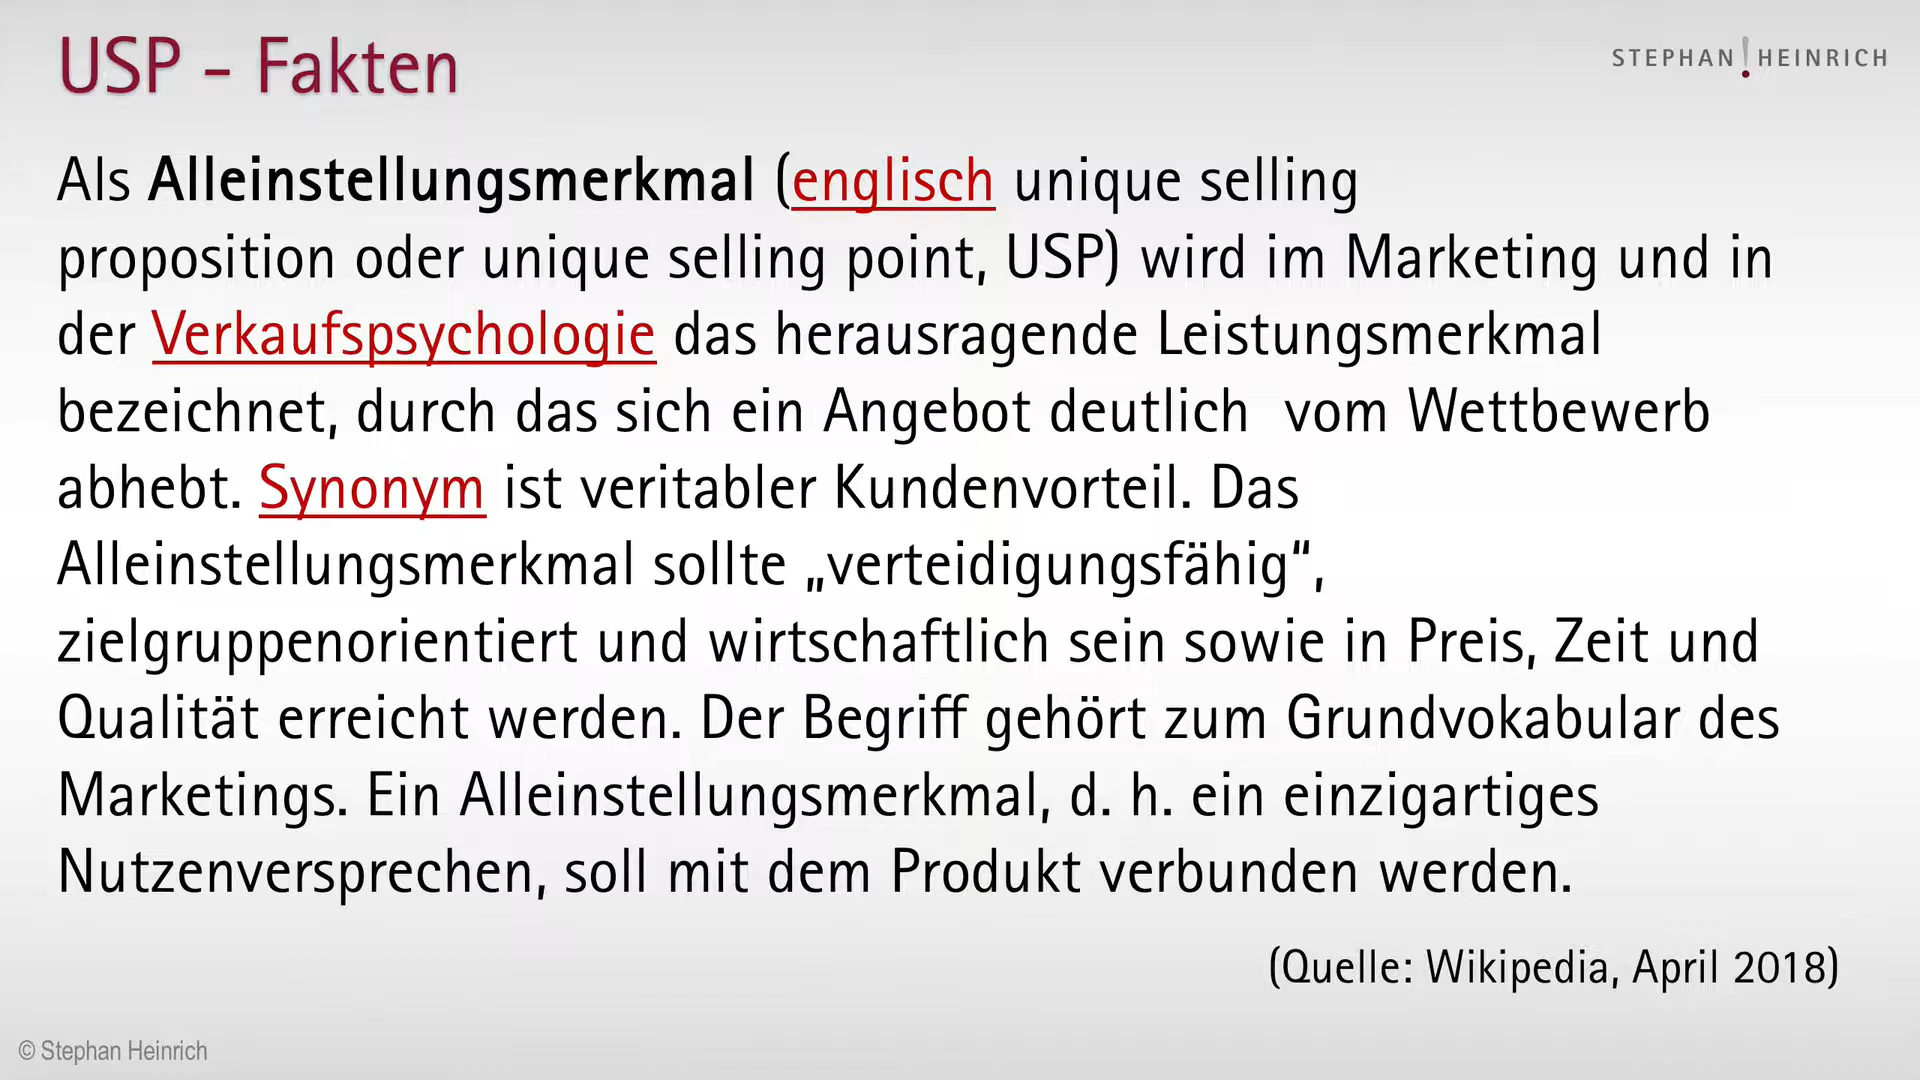 USP - Fakten
STEPHAN HEINRICH
Als Alleinstellungsmerkmal (englisch unique selling
proposition oder unique selling point, USP) wird im Marketing und in
der Verkaufspsychologie das herausragende Leistungsmerkmal
bezeichnet, durch das sich ein Angebot deutlich  vom Wettbewerb
abhebt. Synonym ist veritabler Kundenvorteil. Das
Alleinstellungsmerkmal sollte „verteidigungsfähig“,
zielgruppenorientiert und wirtschaftlich sein sowie in Preis, Zeit und
Qualität erreicht werden. Der Begriff gehört zum Grundvokabular des
Marketings. Ein Alleinstellungsmerkmal, d. h. ein einzigartiges
Nutzenversprechen, soll mit dem Produkt verbunden werden.
(Quelle: Wikipedia, April 2018)
© Stephan Heinrich